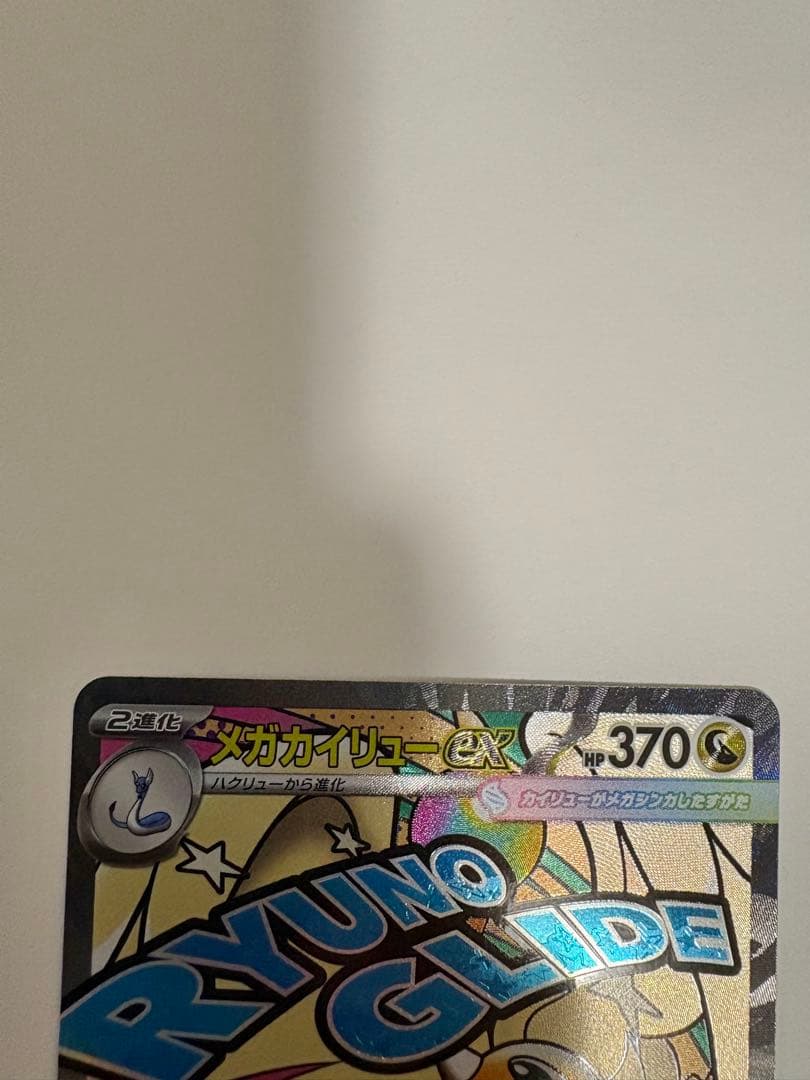 2進化
メガカイリューex
HP370
ハクリューから進化
カイリューがメガシンカしたすがた
RYUNO
GLIDE